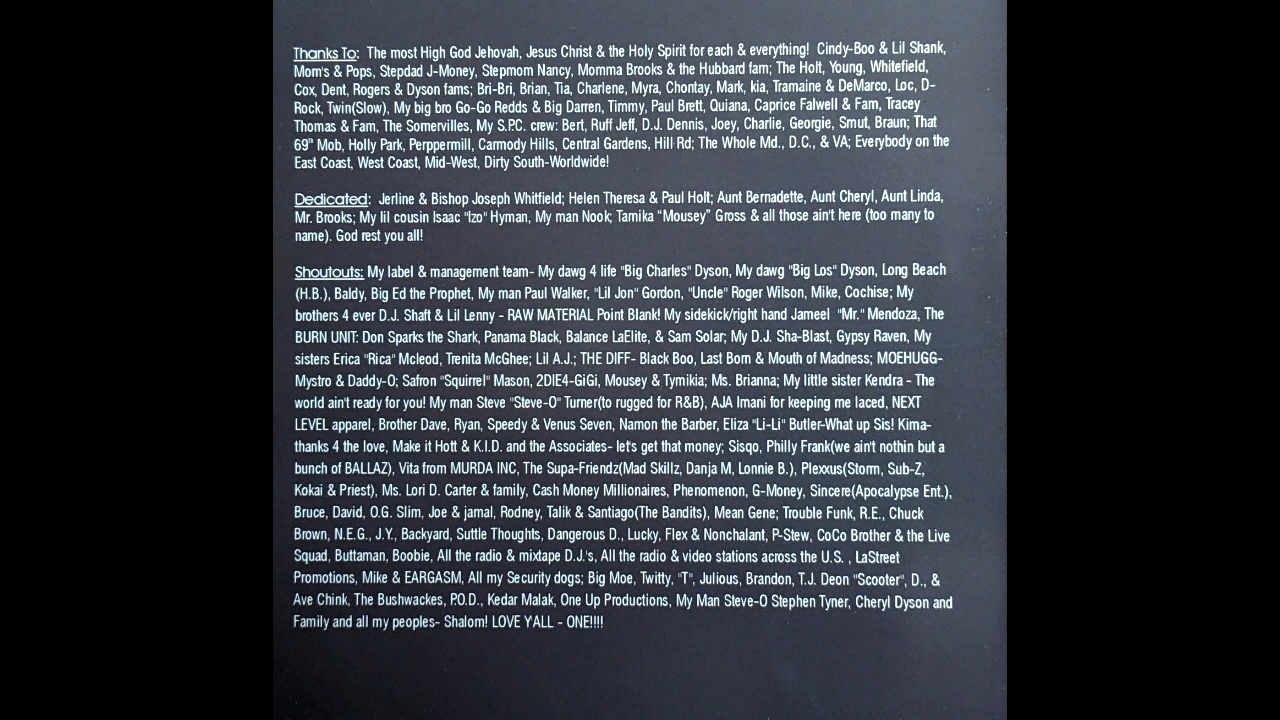 Thanks To:  The most High God Jehovah, Jesus Christ & the Holy Spirit for each & everything!  Cindy-Boo & Lil Shank,
Mom's & Pops, Stepdad J-Money, Stepmom Nancy, Momma Brooks & the Hubbard fam; The Holt, Young, Whitefield,
Cox, Dent, Rogers & Dyson fams; Bri-Bri, Brian, Tia, Charlene, Myra, Chontay, Mark, kia, Tramaine & DeMarco, Loc, D-
Rock, Twin(Slow), My big bro Go-Go Redds & Big Darren, Timmy, Paul Brett, Quiana, Caprice Falwell & Fam, Tracey
Thomas & Fam, The Somervilles, My S.P.C. crew: Bert, Ruff Jeff, D.J. Dennis, Joey, Charlie, Georgie, Smut, Braun; That
69th Mob, Holly Park, Perppermill, Carmody Hills, Central Gardens, Hill Rd; The Whole Md., D.C., & VA; Everybody on the
East Coast, West Coast, Mid-West, Dirty South-Worldwide!
Dedicated:  Jerline & Bishop Joseph Whitfield; Helen Theresa & Paul Holt; Aunt Bernadette, Aunt Cheryl, Aunt Linda,
Mr. Brooks; My lil cousin Isaac "Izo" Hyman, My man Nook; Tamika "Mousey" Gross & all those ain't here (too many to
name). God rest you all!
Shoutouts: My label & management team- My dawg 4 life "Big Charles" Dyson, My dawg "Big Los" Dyson, Long Beach
(H.B.), Baldy, Big Ed the Prophet, My man Paul Walker, "Lil Jon" Gordon, "Uncle" Roger Wilson, Mike, Cochise; My
brothers 4 ever D.J. Shaft & Lil Lenny - RAW MATERIAL Point Blank! My sidekick/right hand Jameel  "Mr." Mendoza, The
BURN UNIT: Don Sparks the Shark, Panama Black, Balance LaElite, & Sam Solar; My D.J. Sha-Blast, Gypsy Raven, My
sisters Erica "Rica" Mcleod, Trenita McGhee; Lil A.J.; THE DIFF- Black Boo, Last Born & Mouth of Madness; MOEHUGG-
Mystro & Daddy-O; Safron "Squirrel" Mason, 2DIE4-GiGi, Mousey & Tymikia; Ms. Brianna; My little sister Kendra - The
world ain't ready for you! My man Steve "Steve-O" Turner(to rugged for R&B), AJA Imani for keeping me laced, NEXT
LEVEL apparel, Brother Dave, Ryan, Speedy & Venus Seven, Namon the Barber, Eliza "Li-Li" Butler-What up Sis! Kima-
thanks 4 the love, Make it Hott & K.I.D. and the Associates- let's get that money; Sisqo, Philly Frank(we ain't nothin but a
bunch of BALLAZ), Vita from MURDA INC, The Supa-Friendz(Mad Skillz, Danja M, Lonnie B.), Plexxus(Storm, Sub-Z,
Kokai & Priest), Ms. Lori D. Carter & family, Cash Money Millionaires, Phenomenon, G-Money, Sincere(Apocalypse Ent.),
Bruce, David, O.G. Slim, Joe & jamal, Rodney, Talik & Santiago(The Bandits), Mean Gene; Trouble Funk, R.E., Chuck
Brown, N.E.G., J.Y., Backyard, Suttle Thoughts, Dangerous D., Lucky, Flex & Nonchalant, P-Stew, CoCo Brother & the Live
Squad, Buttaman, Boobie, All the radio & mixtape D.J.'s, All the radio & video stations across the U.S. , LaStreet
Promotions, Mike & EARGASM, All my Security dogs; Big Moe, Twitty, "T", Julious, Brandon, T.J. Deon "Scooter", D., &
Ave Chink, The Bushwackes, P.O.D., Kedar Malak, One Up Productions, My Man Steve-O Stephen Tyner, Cheryl Dyson and
Family and all my peoples- Shalom! LOVE YALL - ONE!!!!